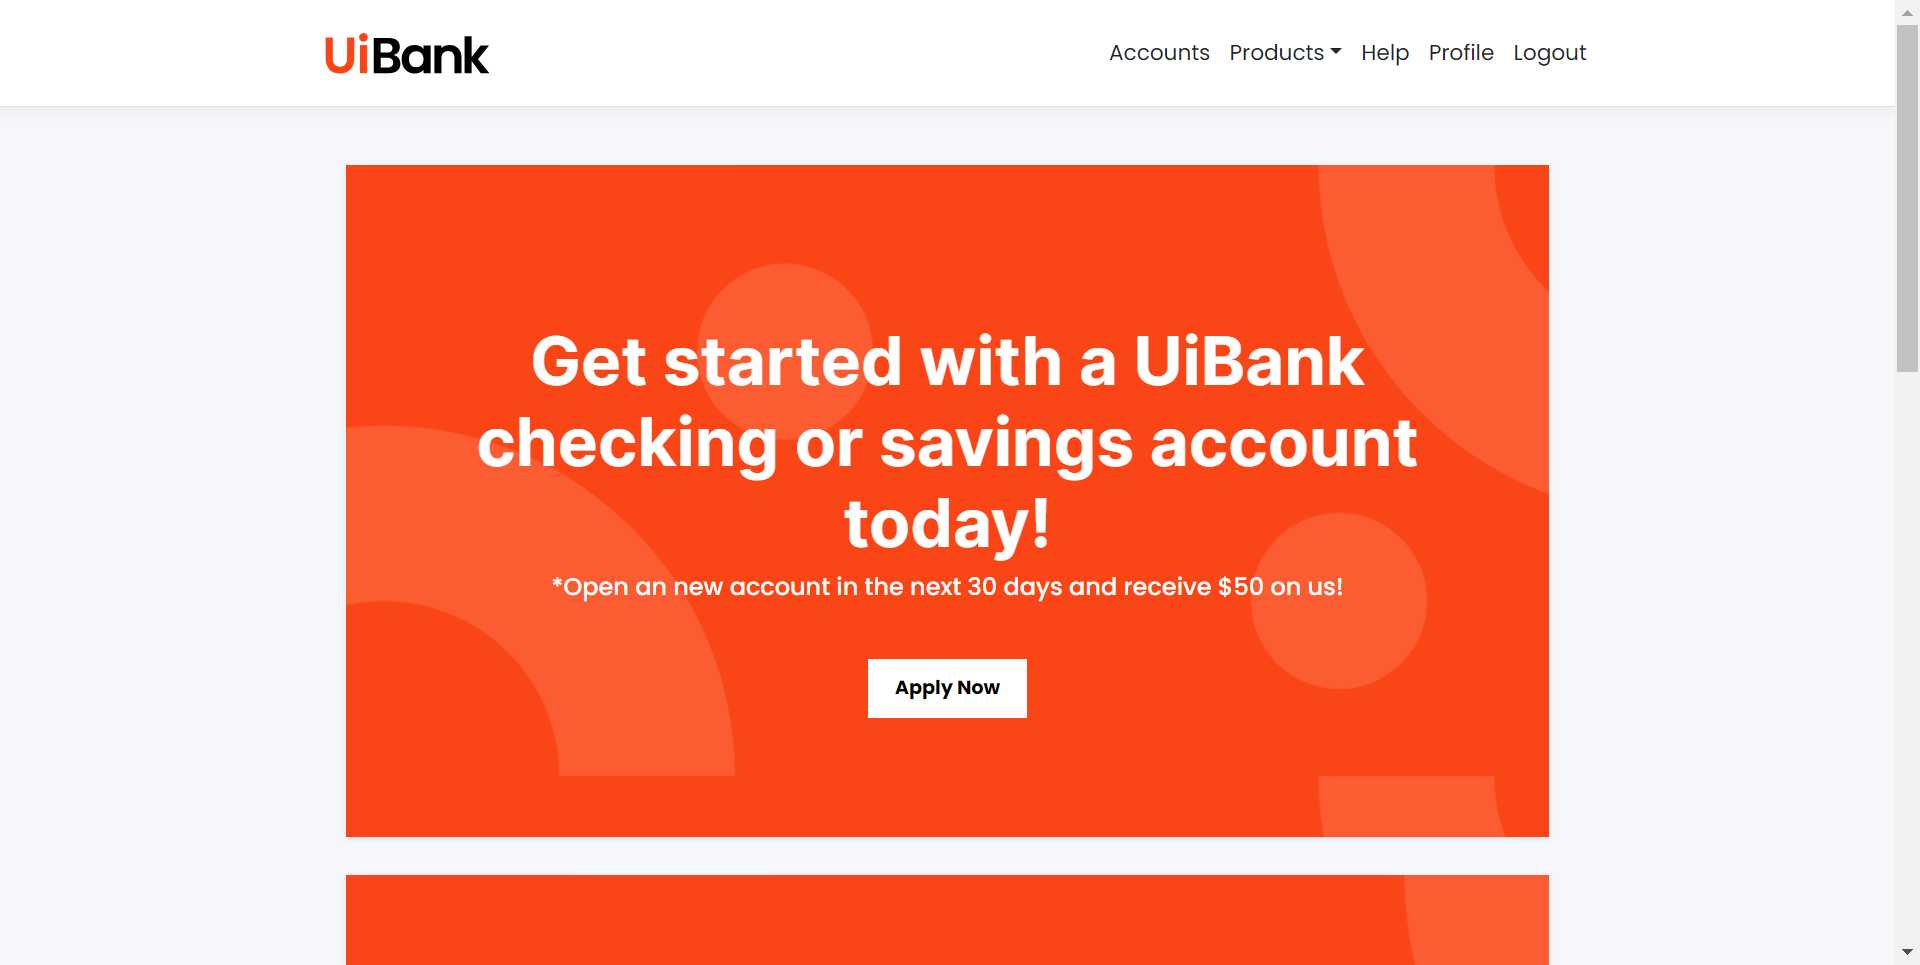 UiBank
Accounts Products Help Profile Logout
Get started with a UiBank
checking or savings account
today!
*Open an new account in the next 30 days and receive $50 on us!
Apply Now